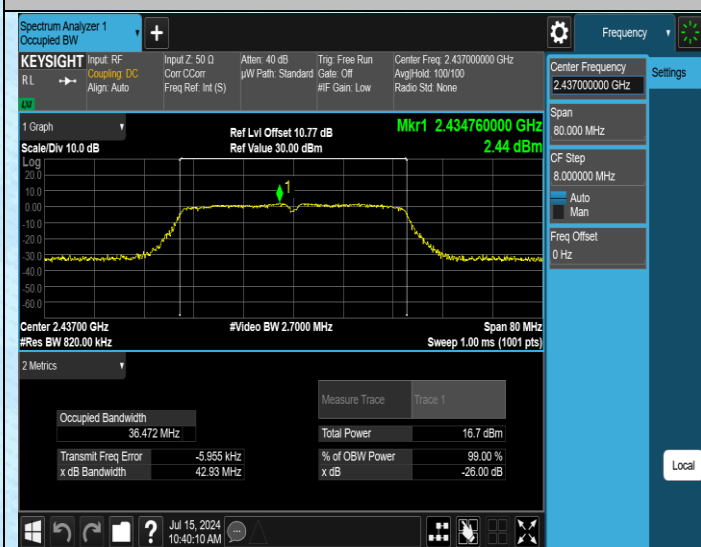 Spectrum Analyzer 1
Occupied BW
Frequency
KEYSIGHT
RL
LXI
Input: RF
Coupling: DC
Align: Auto
Input Z: 50 Ω
Corr CCorr
Freq Ref: Int (S)
Atten: 40 dB
µW Path: Standard
Trig: Free Run
Gate: Off
#IF Gain: Low
Center Freq: 2.437000000 GHz
Avg|Hold: 100/100
Radio Std: None
Center Frequency
2.437000000 GHz
Settings
Span
80.000 MHz
CF Step
8.000000 MHz
Auto
Man
Freq Offset
0 Hz
Local
1 Graph
Scale/Div 10.0 dB
Ref Lvl Offset 10.77 dB
Ref Value 30.00 dBm
Mkr1 2.434760000 GHz
2.44 dBm
Log
20.0
10.0
0.00
-10.0
-20.0
-30.0
-40.0
-50.0
-60.0
1
Center 2.43700 GHz
#Res BW 820.00 kHz
#Video BW 2.7000 MHz
Span 80 MHz
Sweep 1.00 ms (1001 pts)
2 Metrics
Measure Trace
Trace 1
Occupied Bandwidth
36.472 MHz
Total Power 16.7 dBm
Transmit Freq Error -5.955 kHz
% of OBW Power 99.00 %
x dB Bandwidth 42.93 MHz
x dB -26.00 dB
?
Jul 15, 2024
10:40:10 AM